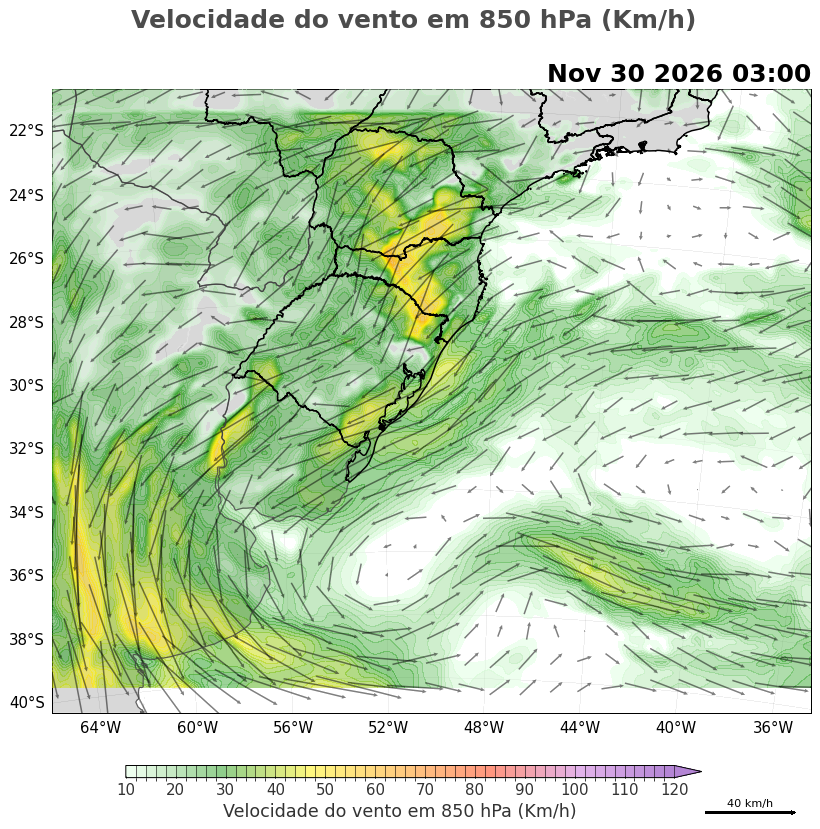 Velocidade do vento em 850 hPa (Km/h)
Nov 30 2026 03:00
22°S
24°S
26°S
28°S
30°S
32°S
34°S
36°S
38°S
40°S
64°W 60°W 56°W 52°W 48°W 44°W 40°W 36°W
10 20 30 40 50 60 70 80 90 100 110 120
Velocidade do vento em 850 hPa (Km/h)
40 km/h